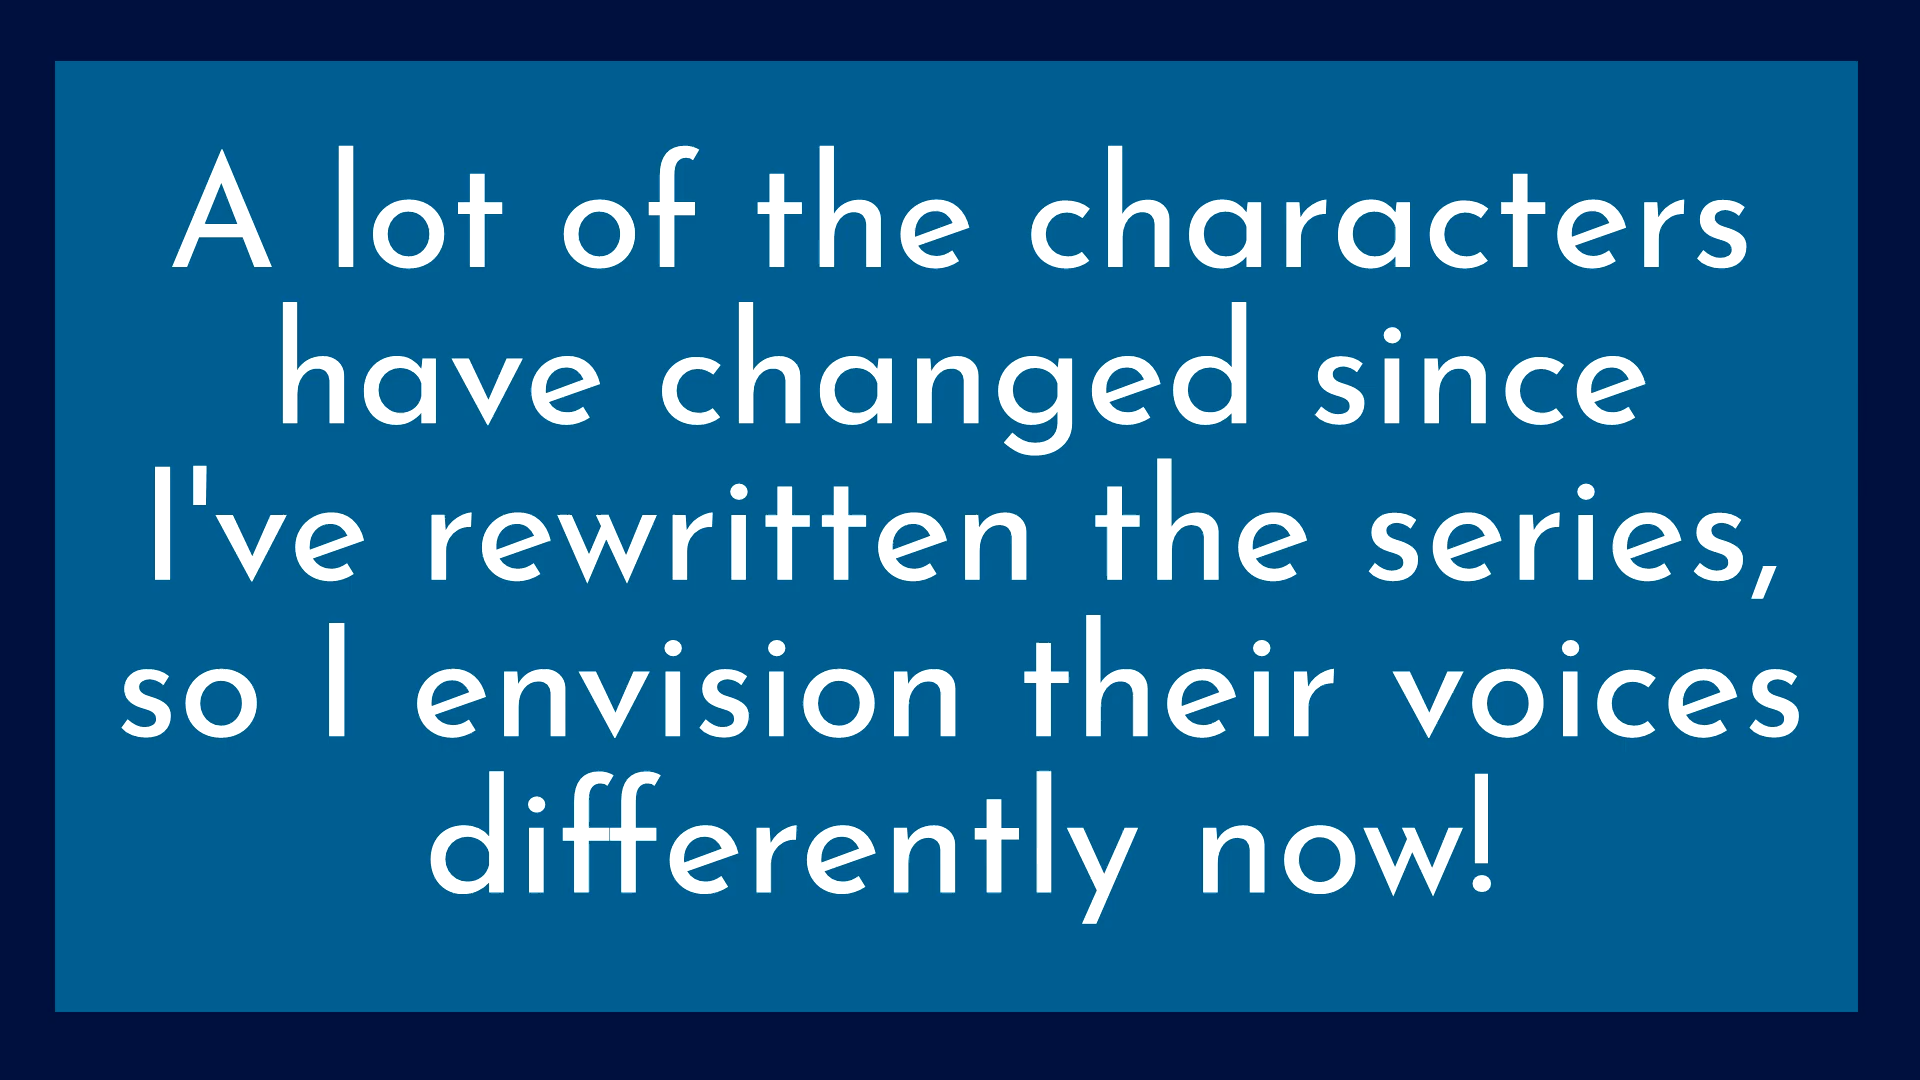 A lot of the characters
have changed since
I've rewritten the series,
so I envision their voices
differently now!